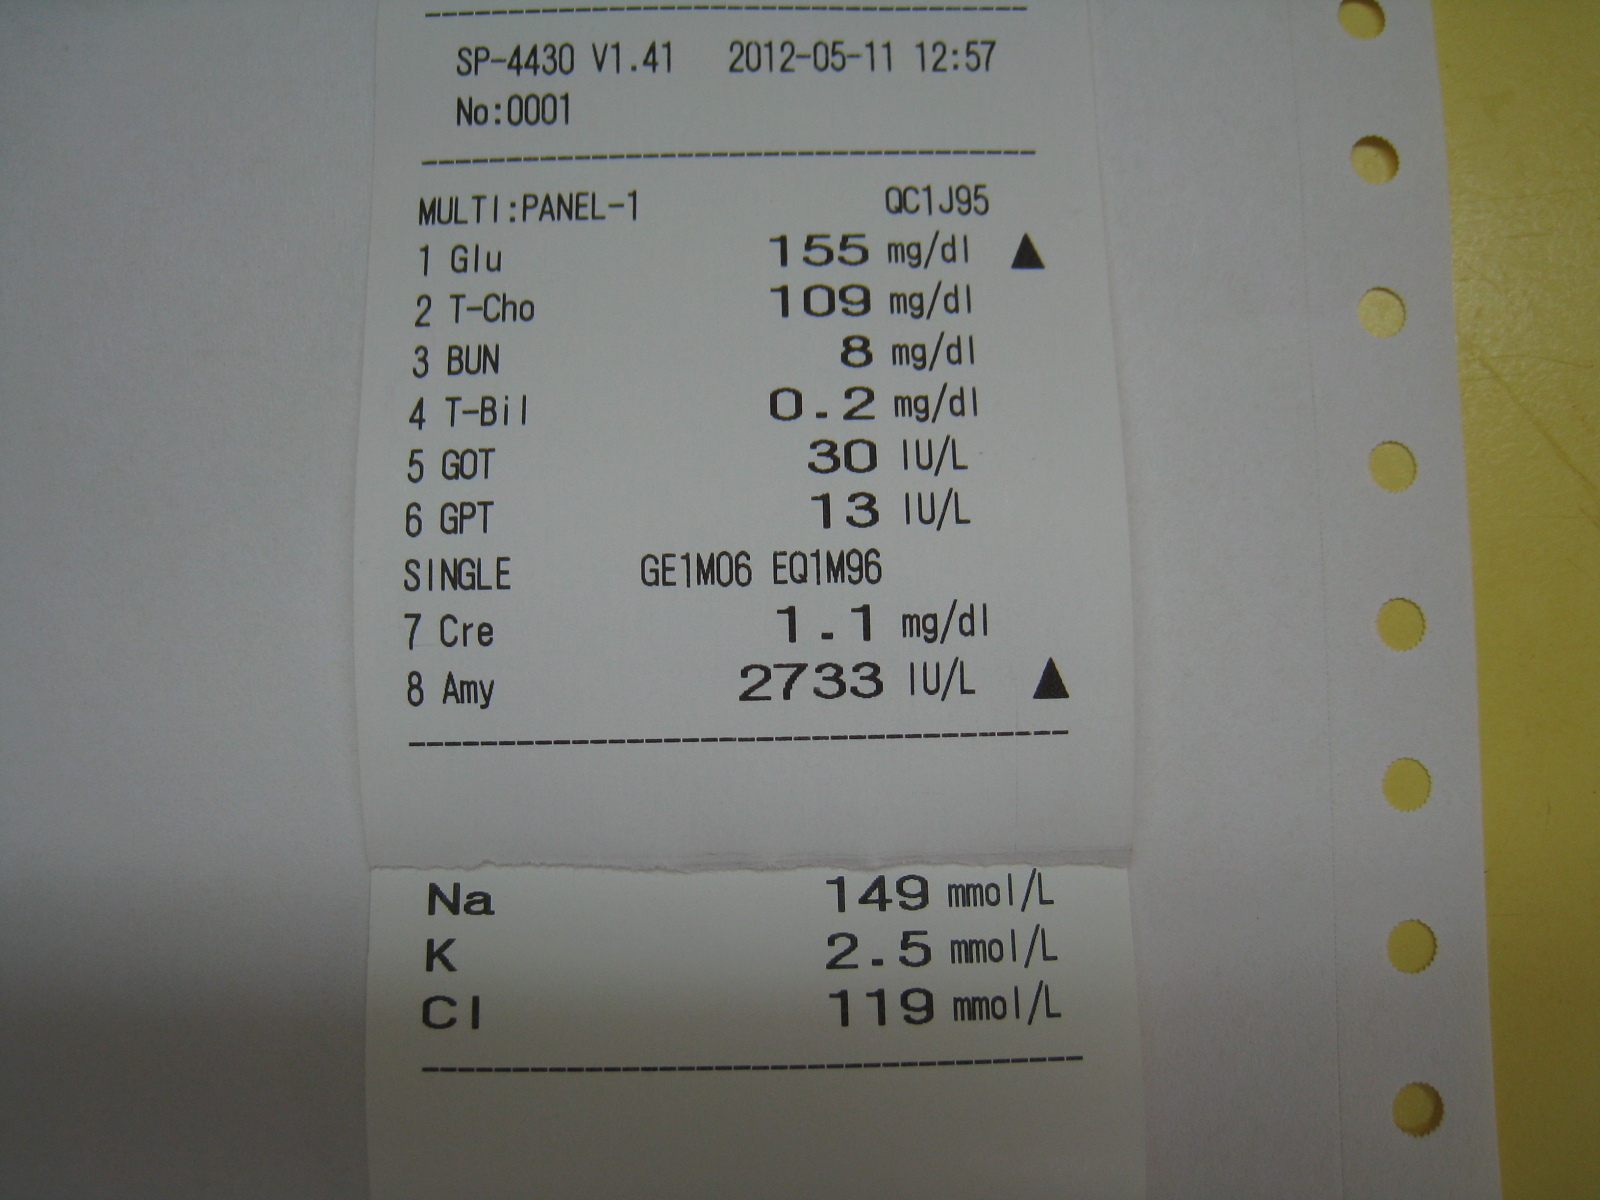 SP-4430 V1.41 2012-05-11 12:57
No:0001
MULTI:PANEL-1 QC1J95
1 Glu 155 mg/dl ▲
2 T-Cho 109 mg/dl
3 BUN 8 mg/dl
4 T-Bil 0.2 mg/dl
5 GOT 30 IU/L
6 GPT 13 IU/L
SINGLE GE1M06 EQ1M96
7 Cre 1.1 mg/dl
8 Amy 2733 IU/L ▲
Na 149 mmol/L
K 2.5 mmol/L
Cl 119 mmol/L